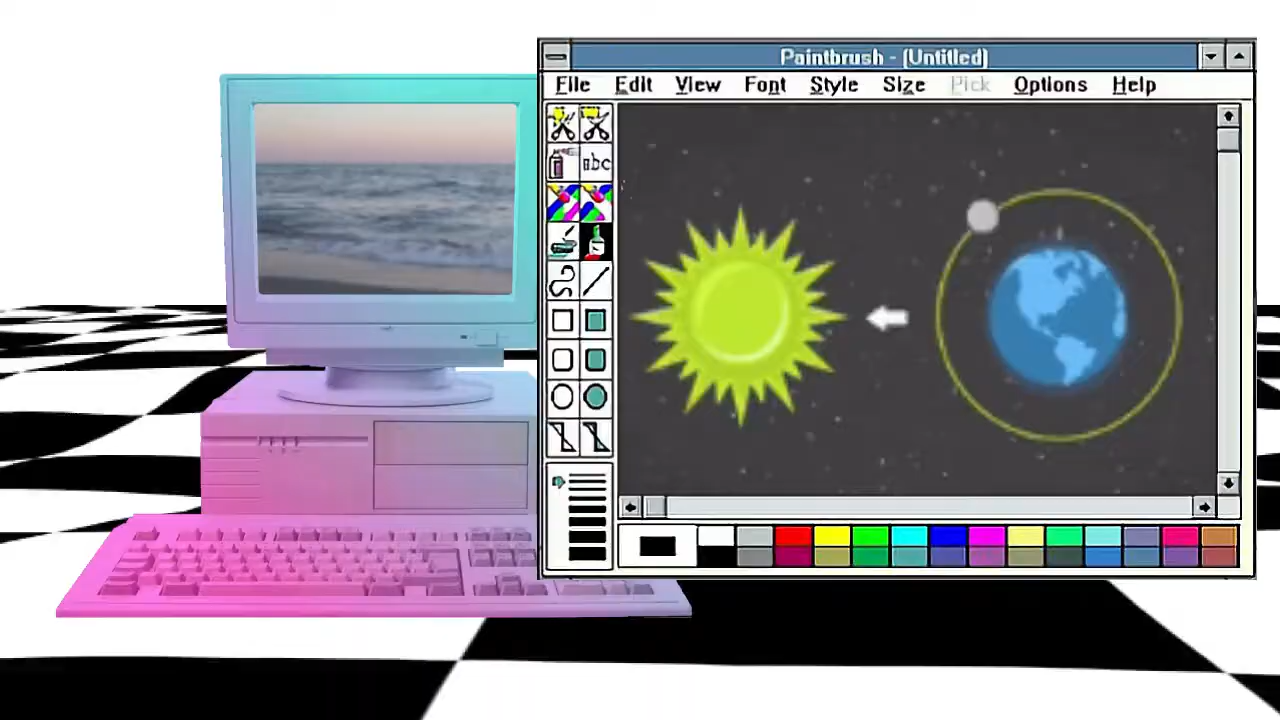 Paintbrush - (Untitled)
File Edit View Font Style Size Pick Options Help
abc